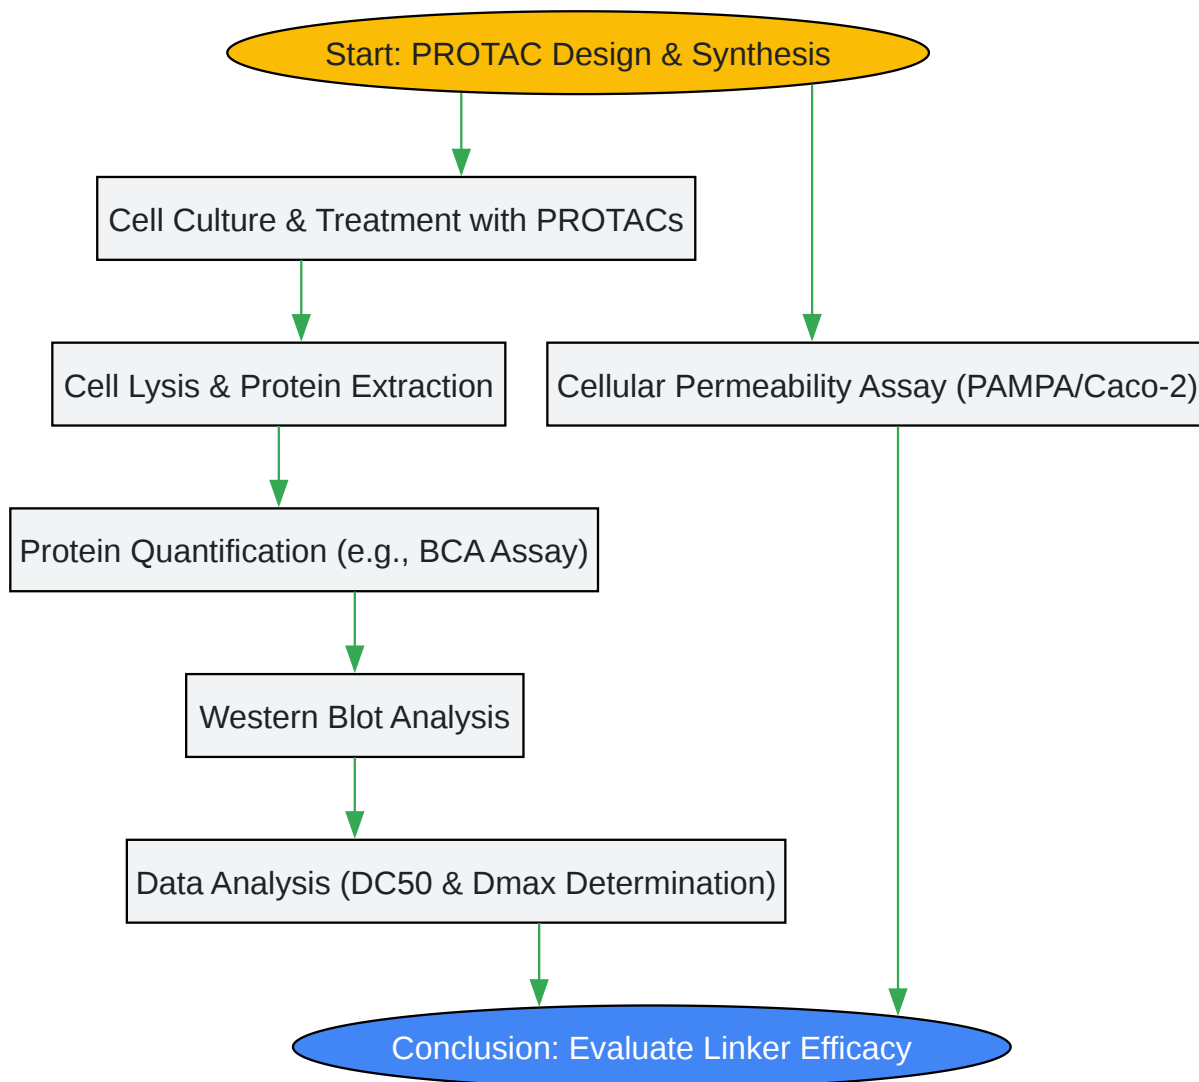 Start: PROTAC Design & Synthesis
Cell Culture & Treatment with PROTACs
Cell Lysis & Protein Extraction
Cellular Permeability Assay (PAMPA/Caco-2)
Protein Quantification (e.g., BCA Assay)
Western Blot Analysis
Data Analysis (DC50 & Dmax Determination)
Conclusion: Evaluate Linker Efficacy